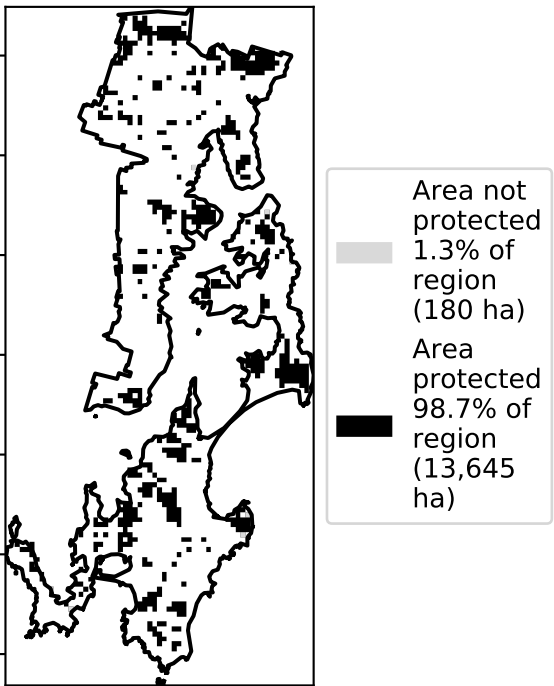 Area not
protected
1.3% of
region
(180 ha)
Area
protected
98.7% of
region
(13,645
ha)